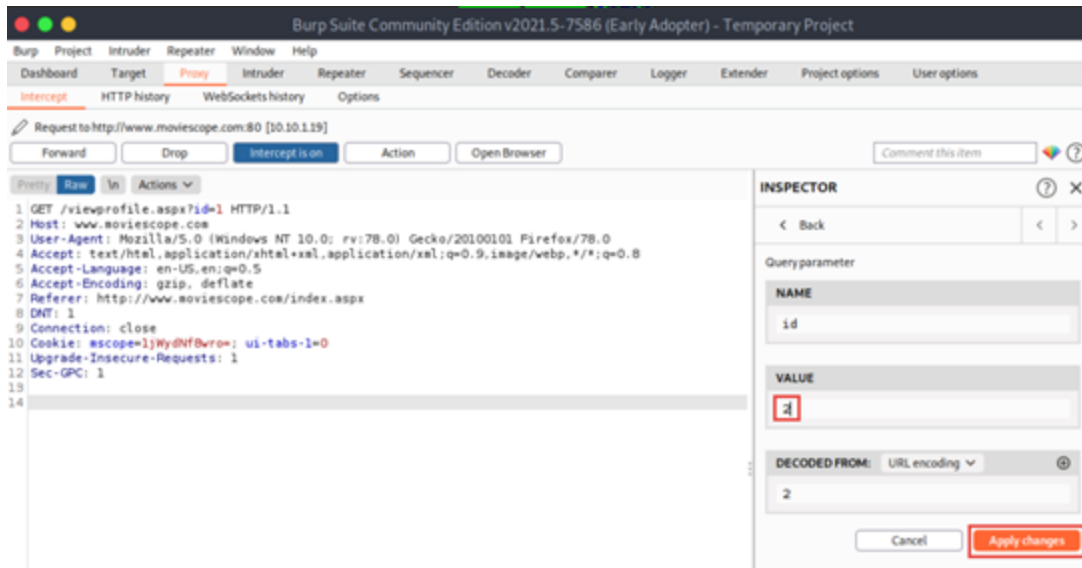 Burp Suite Community Edition v2021.5-7586 (Early Adopter) - Temporary Project
Burp Project Intruder Repeater Window Help
Dashboard Target Proxy Intruder Repeater Sequencer Decoder Comparer Logger Extender Project options User options
Intercept HTTP history WebSockets history Options
Request to http://www.moviescope.com:80 [10.10.1.19]
Forward Drop Intercept is on Action Open Browser Comment this item ?
Pretty Raw \n Actions
1 GET /viewprofile.aspx?id=1 HTTP/1.1
2 Host: www.moviescope.com
3 User-Agent: Mozilla/5.0 (Windows NT 10.0; rv:78.0) Gecko/20100101 Firefox/78.0
4 Accept: text/html,application/xhtml+xml,application/xml;q=0.9,image/webp,*/*;q=0.8
5 Accept-Language: en-US,en;q=0.5
6 Accept-Encoding: gzip, deflate
7 Referer: http://www.moviescope.com/index.aspx
8 DNT: 1
9 Connection: close
10 Cookie: mscope=1jWydNf8wro=; ui-tabs-1=0
11 Upgrade-Insecure-Requests: 1
12 Sec-GPC: 1
13
14
INSPECTOR ?
< Back < >
Query parameter
NAME
id
VALUE
2
DECODED FROM: URL encoding
2
Cancel Apply changes